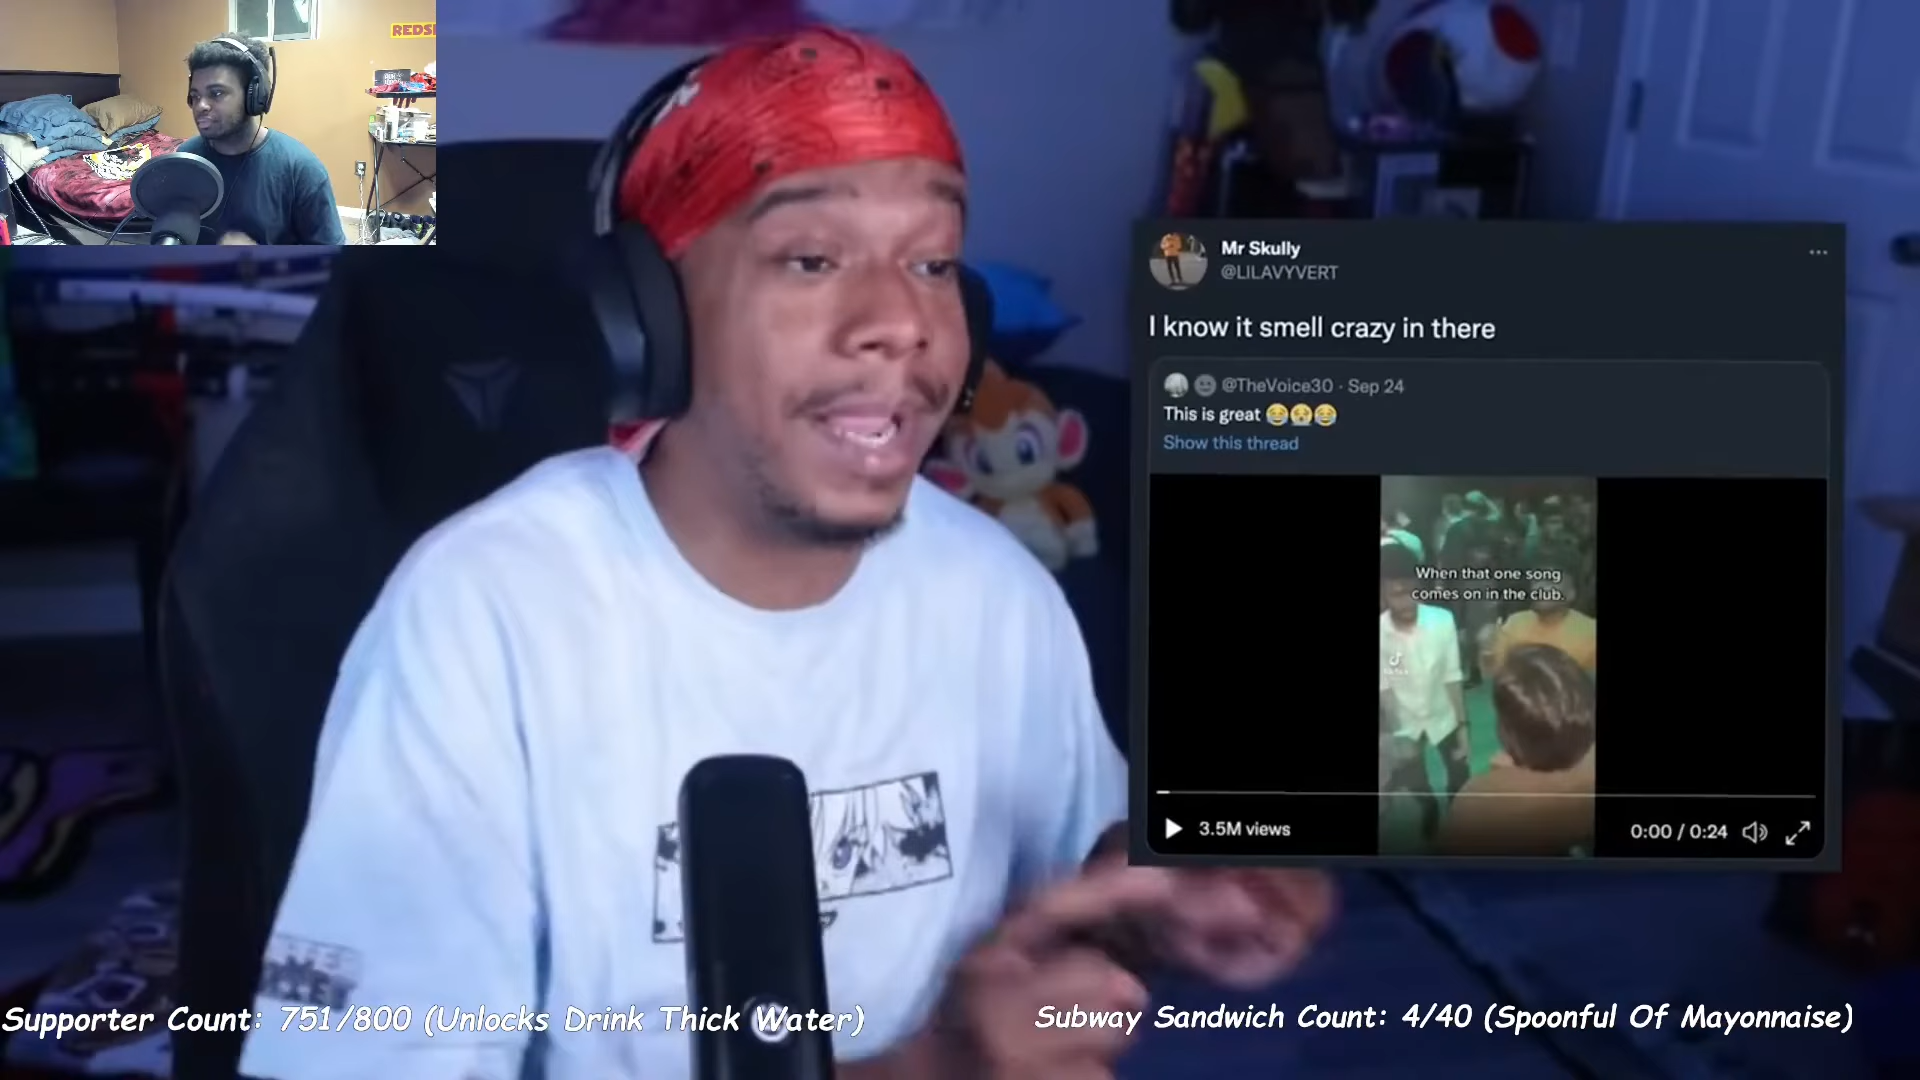 REDS
Mr Skully
@LILAVYVERT
I know it smell crazy in there
@TheVoice30 · Sep 24
This is great 😂😭😂
Show this thread
When that one song
comes on in the club.
3.5M views
0:00 / 0:24
Supporter Count: 751/800 (Unlocks Drink Thick Water)
Subway Sandwich Count: 4/40 (Spoonful Of Mayonnaise)